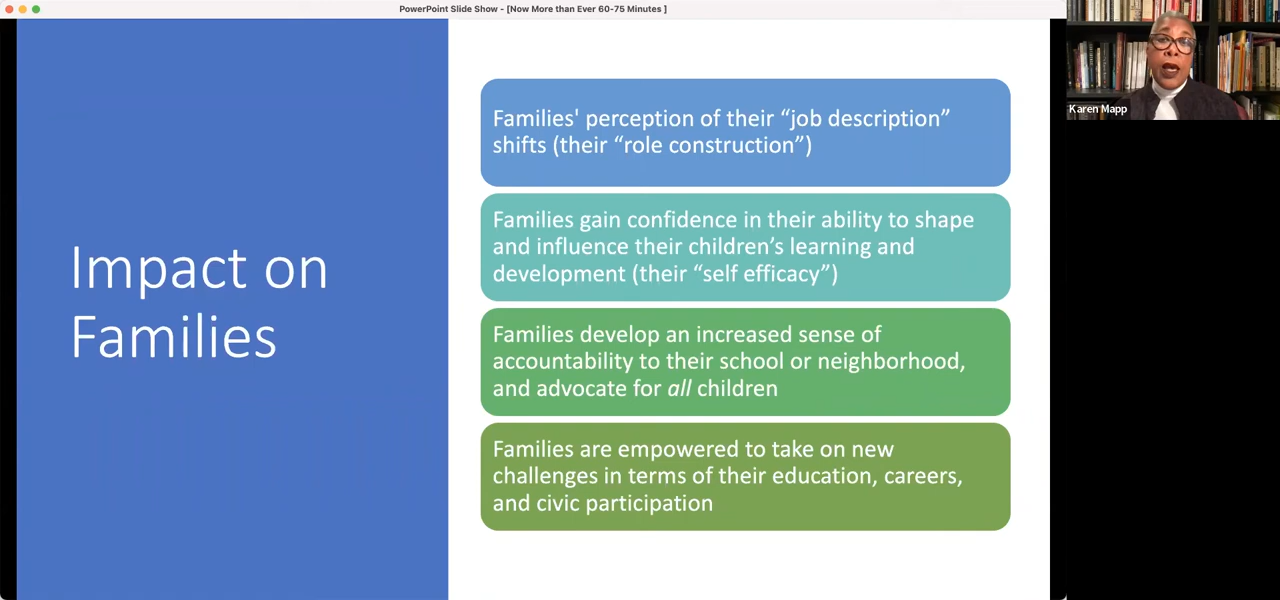 PowerPoint Slide Show - [Now More than Ever 60-75 Minutes ]
Karen Mapp
Impact on
Families
Families' perception of their “job description”
shifts (their “role construction”)
Families gain confidence in their ability to shape
and influence their children’s learning and
development (their “self efficacy”)
Families develop an increased sense of
accountability to their school or neighborhood,
and advocate for all children
Families are empowered to take on new
challenges in terms of their education, careers,
and civic participation